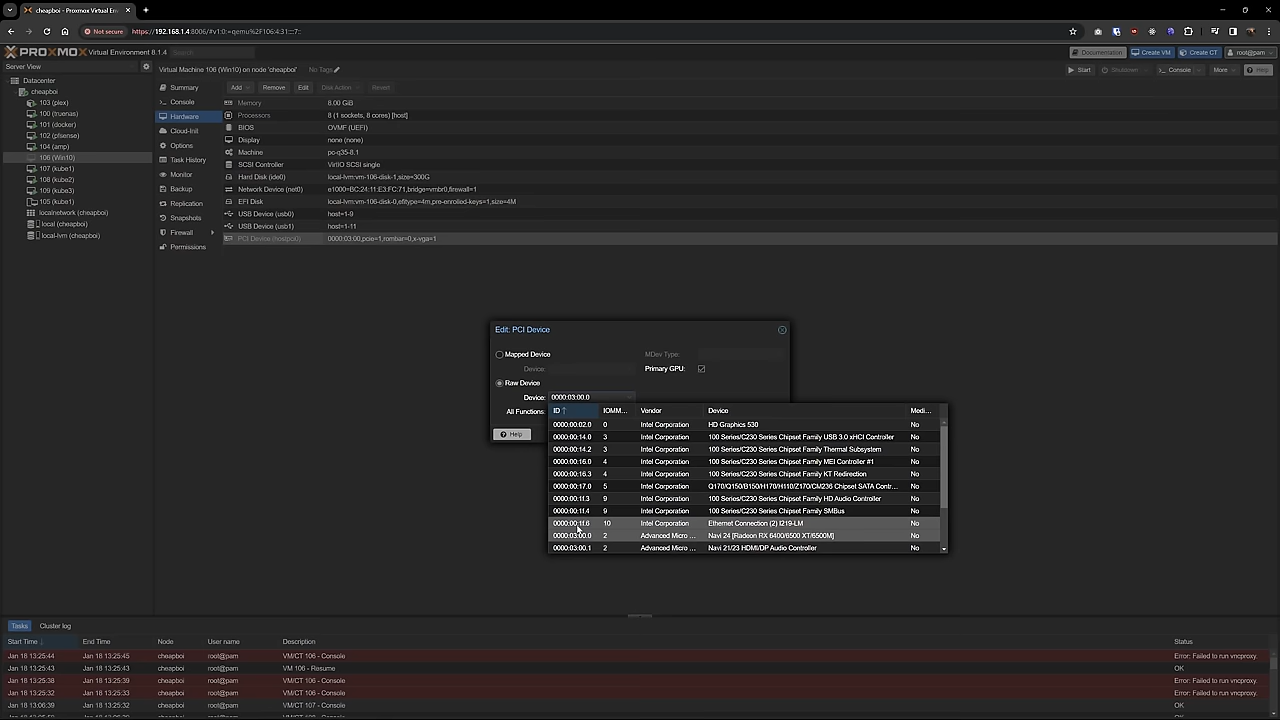 cheapboi - Proxmox Virtual En
Not secure https://192.168.1.4:8006/#v1:0:=qemu%2F106:4:31::::7::
PROXMOX Virtual Environment 8.1.4 Search Documentation Create VM Create CT root@pam
Server View Virtual Machine 106 (Win10) on node 'cheapboi' No Tags Start Shutdown Console More Help
Datacenter
cheapboi
103 (plex)
100 (truenas)
101 (docker)
102 (pfsense)
104 (amp)
106 (Win10)
107 (kube1)
108 (kube2)
109 (kube3)
105 (kube1)
localnetwork (cheapboi)
local (cheapboi)
local-lvm (cheapboi)
Summary
Console
Hardware
Cloud-Init
Options
Task History
Monitor
Backup
Replication
Snapshots
Firewall
Permissions
Add Remove Edit Disk Action Revert
Memory 8.00 GiB
Processors 8 (1 sockets, 8 cores) [host]
BIOS OVMF (UEFI)
Display none (none)
Machine pc-q35-8.1
SCSI Controller VirtIO SCSI single
Hard Disk (ide0) local-lvm:vm-106-disk-1,size=300G
Network Device (net0) e1000=BC:24:11:E3:FC:71,bridge=vmbr0,firewall=1
EFI Disk local-lvm:vm-106-disk-0,efitype=4m,pre-enrolled-keys=1,size=4M
USB Device (usb0) host=1-9
USB Device (usb1) host=1-11
PCI Device (hostpci0) 0000:03:00,pcie=1,rombar=0,x-vga=1
Edit: PCI Device
Mapped Device MDev Type:
Device: Primary GPU:
Raw Device
Device: 0000:03:00.0
All Functions:
Help
ID IOMM... Vendor Device Medi...
0000:00:02.0 0 Intel Corporation HD Graphics 530 No
0000:00:14.0 3 Intel Corporation 100 Series/C230 Series Chipset Family USB 3.0 xHCI Controller No
0000:00:14.2 3 Intel Corporation 100 Series/C230 Series Chipset Family Thermal Subsystem No
0000:00:16.0 4 Intel Corporation 100 Series/C230 Series Chipset Family MEI Controller #1 No
0000:00:16.3 4 Intel Corporation 100 Series/C230 Series Chipset Family KT Redirection No
0000:00:17.0 5 Intel Corporation Q170/Q150/B150/H170/H110/Z170/CM236 Chipset SATA Contr... No
0000:00:1f.3 9 Intel Corporation 100 Series/C230 Series Chipset Family HD Audio Controller No
0000:00:1f.4 9 Intel Corporation 100 Series/C230 Series Chipset Family SMBus No
0000:00:1f.6 10 Intel Corporation Ethernet Connection (2) I219-LM No
0000:03:00.0 2 Advanced Micro ... Navi 24 [Radeon RX 6400/6500 XT/6500M] No
0000:03:00.1 2 Advanced Micro ... Navi 21/23 HDMI/DP Audio Controller No
Tasks Cluster log
Start Time End Time Node User name Description Status
Jan 18 13:25:44 Jan 18 13:25:45 cheapboi root@pam VM/CT 106 - Console Error: Failed to run vncproxy.
Jan 18 13:25:43 Jan 18 13:25:43 cheapboi root@pam VM 106 - Resume OK
Jan 18 13:25:38 Jan 18 13:25:39 cheapboi root@pam VM/CT 106 - Console Error: Failed to run vncproxy.
Jan 18 13:25:32 Jan 18 13:25:33 cheapboi root@pam VM/CT 106 - Console Error: Failed to run vncproxy.
Jan 18 13:06:39 Jan 18 13:25:32 cheapboi root@pam VM/CT 107 - Console OK